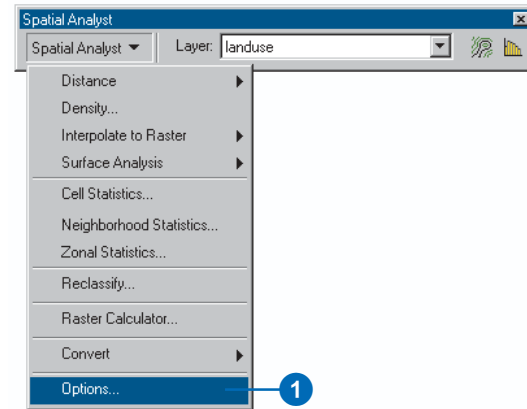 Spatial Analyst
Spatial Analyst Layer: landuse
Distance
Density...
Interpolate to Raster
Surface Analysis
Cell Statistics...
Neighborhood Statistics...
Zonal Statistics...
Reclassify...
Raster Calculator...
Convert
Options... 1